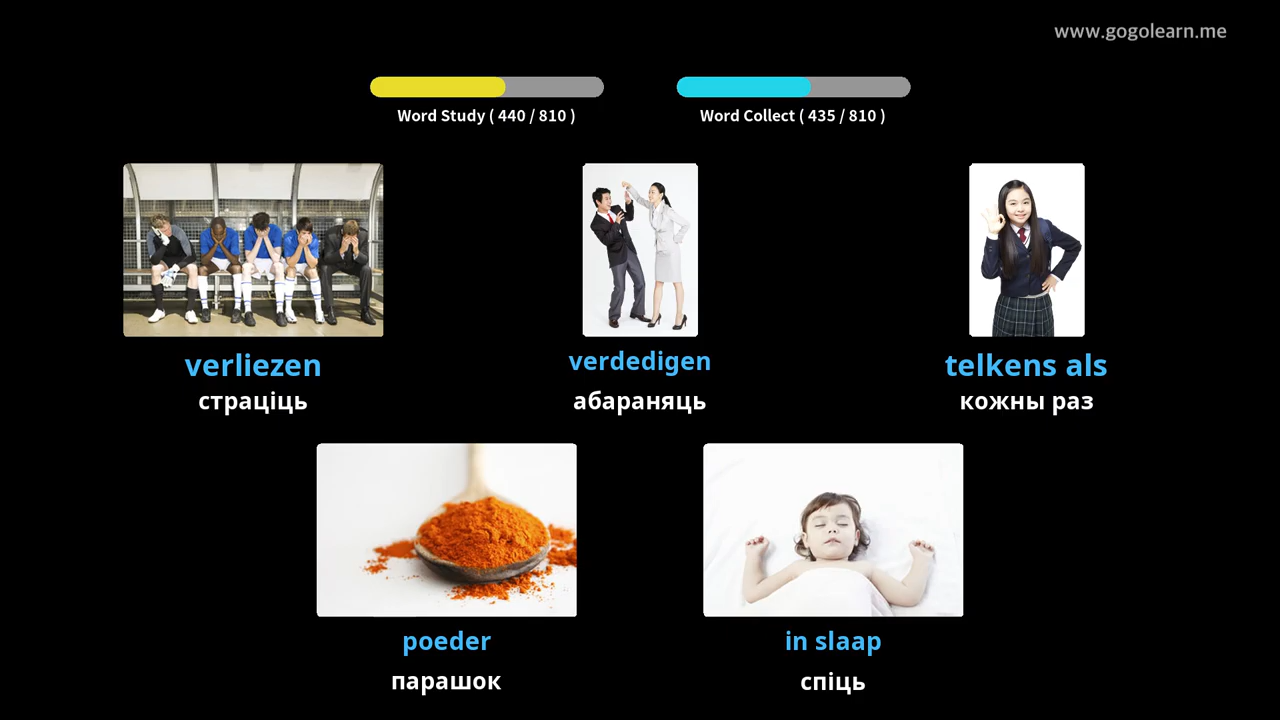 www.gogolearn.me
Word Study ( 440 / 810 )
Word Collect ( 435 / 810 )
verliezen
страціць
verdedigen
абараняць
telkens als
кожны раз
poeder
парашок
in slaap
спіць